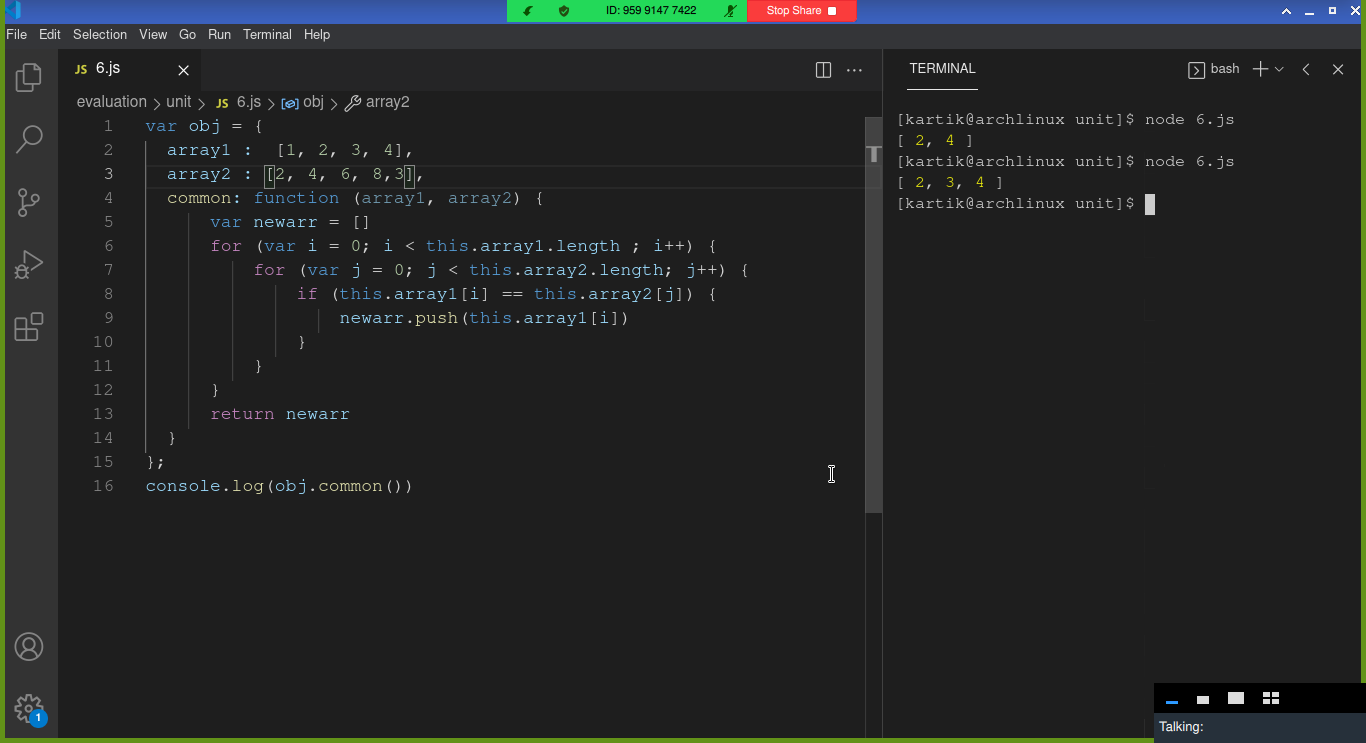 ID: 959 9147 7422 Stop Share
File Edit Selection View Go Run Terminal Help
JS 6.js
evaluation > unit > JS 6.js > obj > array2
1 var obj = {
2 array1 :  [1, 2, 3, 4],
3 array2 : [2, 4, 6, 8,3],
4 common: function (array1, array2) {
5 var newarr = []
6 for (var i = 0; i < this.array1.length ; i++) {
7 for (var j = 0; j < this.array2.length; j++) {
8 if (this.array1[i] == this.array2[j]) {
9 newarr.push(this.array1[i])
10 }
11 }
12 }
13 return newarr
14 }
15 };
16 console.log(obj.common())
TERMINAL bash
[kartik@archlinux unit]$ node 6.js
[ 2, 4 ]
[kartik@archlinux unit]$ node 6.js
[ 2, 3, 4 ]
[kartik@archlinux unit]$
1
Talking: